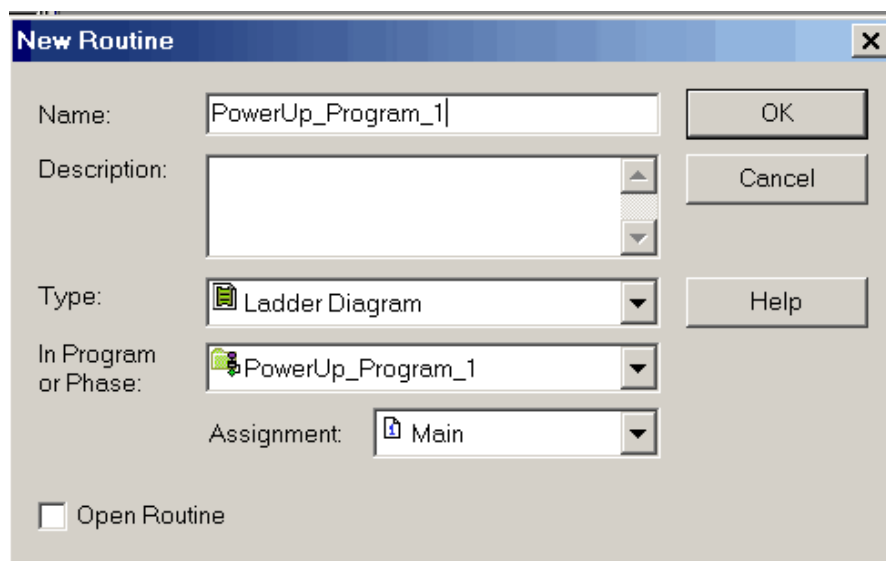 New Routine
Name: PowerUp_Program_1 OK
Description: Cancel
Type: Ladder Diagram Help
In Program
or Phase: PowerUp_Program_1
Assignment: Main
Open Routine